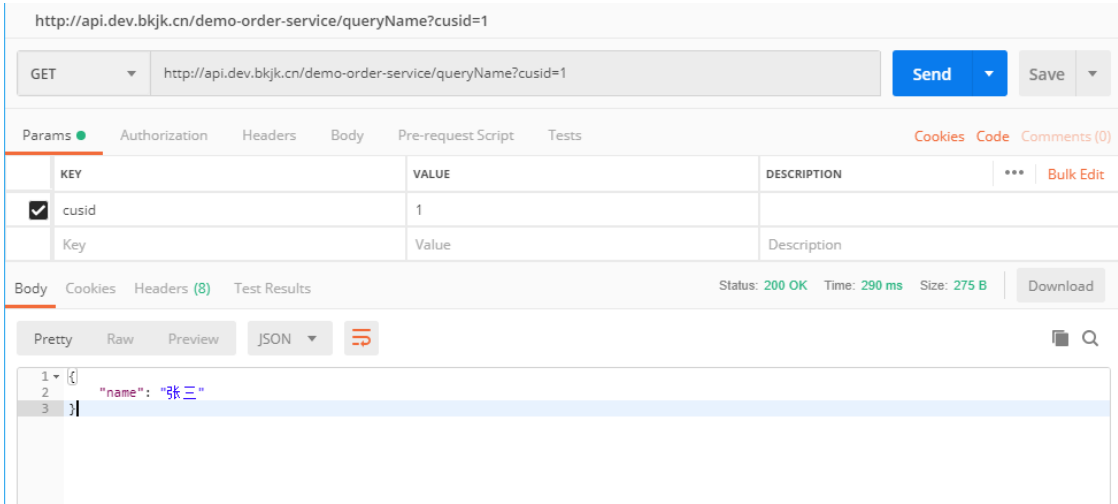 http://api.dev.bkjk.cn/demo-order-service/queryName?cusid=1
GET http://api.dev.bkjk.cn/demo-order-service/queryName?cusid=1 Send Save
Params Authorization Headers Body Pre-request Script Tests Cookies Code Comments (0)
KEY VALUE DESCRIPTION ••• Bulk Edit
cusid 1
Key Value Description
Body Cookies Headers (8) Test Results Status: 200 OK Time: 290 ms Size: 275 B Download
Pretty Raw Preview JSON
1 {
2 "name": "张三"
3 }